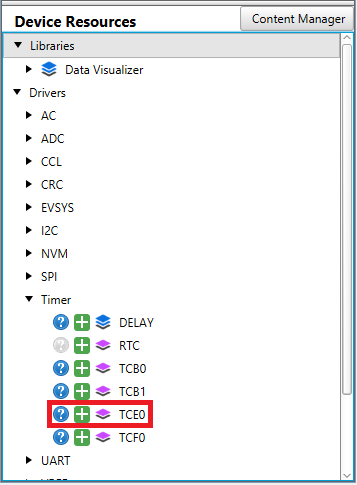 Device Resources Content Manager
Libraries
Data Visualizer
Drivers
AC
ADC
CCL
CRC
EVSYS
I2C
NVM
SPI
Timer
? DELAY
? RTC
? TCB0
? TCB1
? TCE0
? TCF0
UART